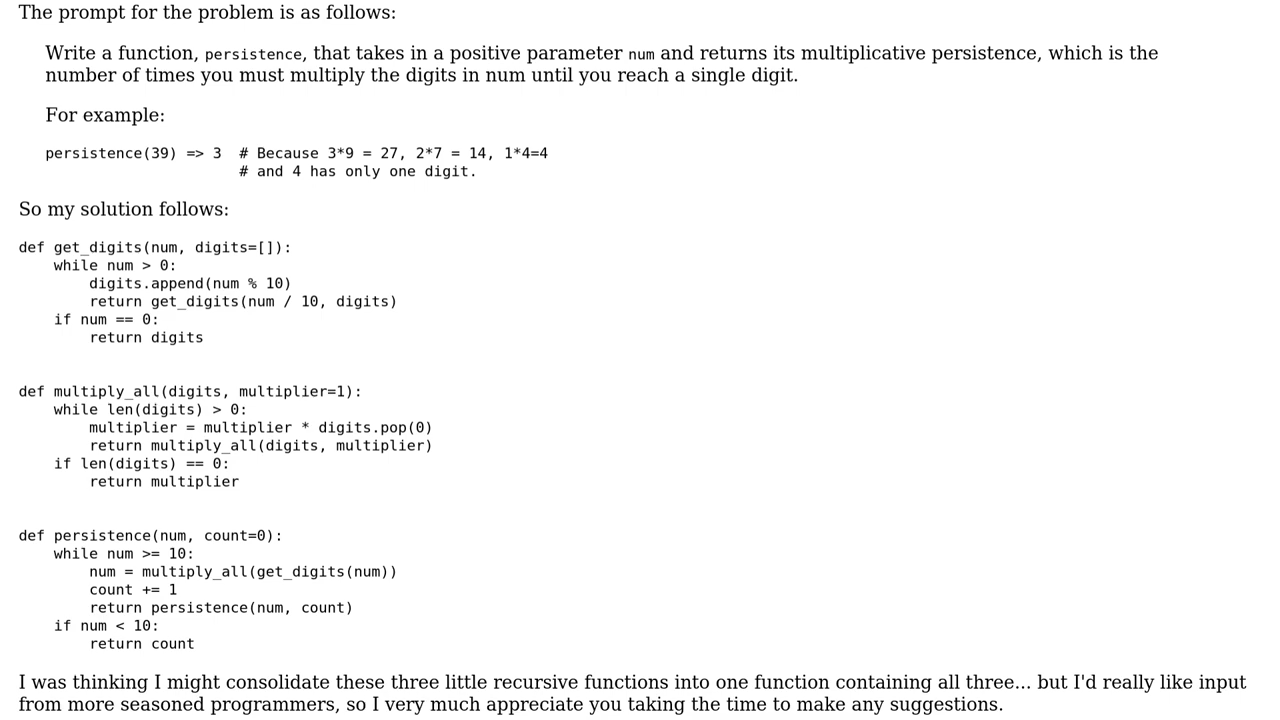 The prompt for the problem is as follows:
Write a function, persistence, that takes in a positive parameter num and returns its multiplicative persistence, which is the
number of times you must multiply the digits in num until you reach a single digit.
For example:
persistence(39) => 3  # Because 3*9 = 27, 2*7 = 14, 1*4=4
                      # and 4 has only one digit.
So my solution follows:
def get_digits(num, digits=[]):
    while num > 0:
        digits.append(num % 10)
        return get_digits(num / 10, digits)
    if num == 0:
        return digits
def multiply_all(digits, multiplier=1):
    while len(digits) > 0:
        multiplier = multiplier * digits.pop(0)
        return multiply_all(digits, multiplier)
    if len(digits) == 0:
        return multiplier
def persistence(num, count=0):
    while num >= 10:
        num = multiply_all(get_digits(num))
        count += 1
        return persistence(num, count)
    if num < 10:
        return count
I was thinking I might consolidate these three little recursive functions into one function containing all three... but I'd really like input
from more seasoned programmers, so I very much appreciate you taking the time to make any suggestions.